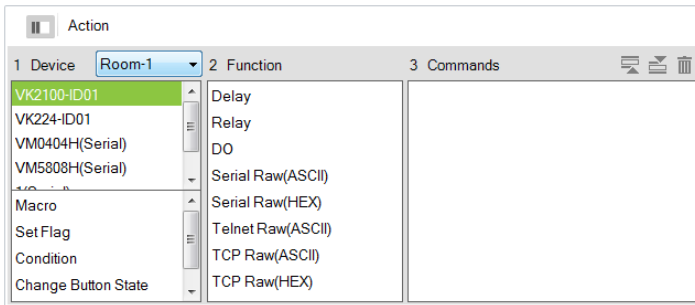 Action
1 Device Room-1 2 Function 3 Commands
VK2100-ID01
VK224-ID01
VM0404H(Serial)
VM5808H(Serial)
Macro
Set Flag
Condition
Change Button State
Delay
Relay
DO
Serial Raw(ASCII)
Serial Raw(HEX)
Telnet Raw(ASCII)
TCP Raw(ASCII)
TCP Raw(HEX)